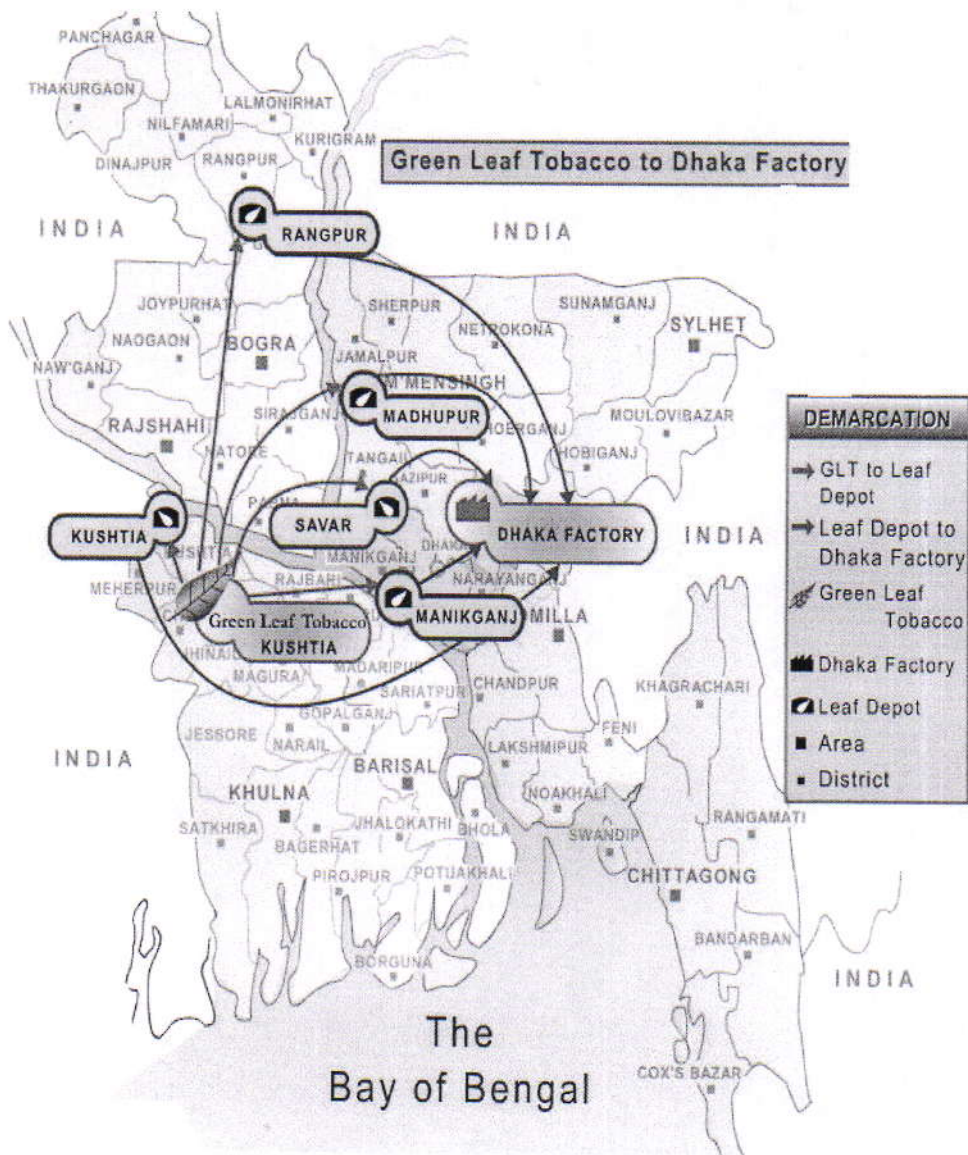 PANCHAGAR
THAKURGAON
LALMONIRHAT
NILFAMARI
KURIGRAM
DINAJPUR
RANGPUR
Green Leaf Tobacco to Dhaka Factory
INDIA
RANGPUR
INDIA
JOYPURHAT
SHERPUR
SUNAMGANJ
NETROKONA
SYLHET
NAOGAON
BOGRA
JAMALPUR
NAW'GANJ
M'MENSINGH
SIRAJGANJ
MADHUPUR
MOULOVIBAZAR
RAJSHAHI
HOBIGANJ
NATORE
TANGAIL
AZIPUR
KUSHTIA
SAVAR
DHAKA FACTORY
INDIA
MANIKGANJ
DHAKA
MEHERPUR
RAJBARI
NARAYANGANJ
MANIKGANJ
MILLA
Green Leaf Tobacco
KUSHTIA
MAGURA
MADARIPUR
SARIATPUR
CHANDPUR
KHAGRACHARI
GOPALGANJ
JESSORE
NARAIL
FENI
LAKSHMIPUR
INDIA
BARISAL
KHULNA
NOAKHALI
SATKHIRA
JHALOKATHI
BHOLA
SWANDIP
RANGAMATI
BAGERHAT
PIROJPUR
POTUAKHALI
CHITTAGONG
BANDARBAN
BORGUNA
INDIA
The
Bay of Bengal
COX'S BAZAR
DEMARCATION
GLT to Leaf
Depot
Leaf Depot to
Dhaka Factory
Green Leaf
Tobacco
Dhaka Factory
Leaf Depot
Area
District